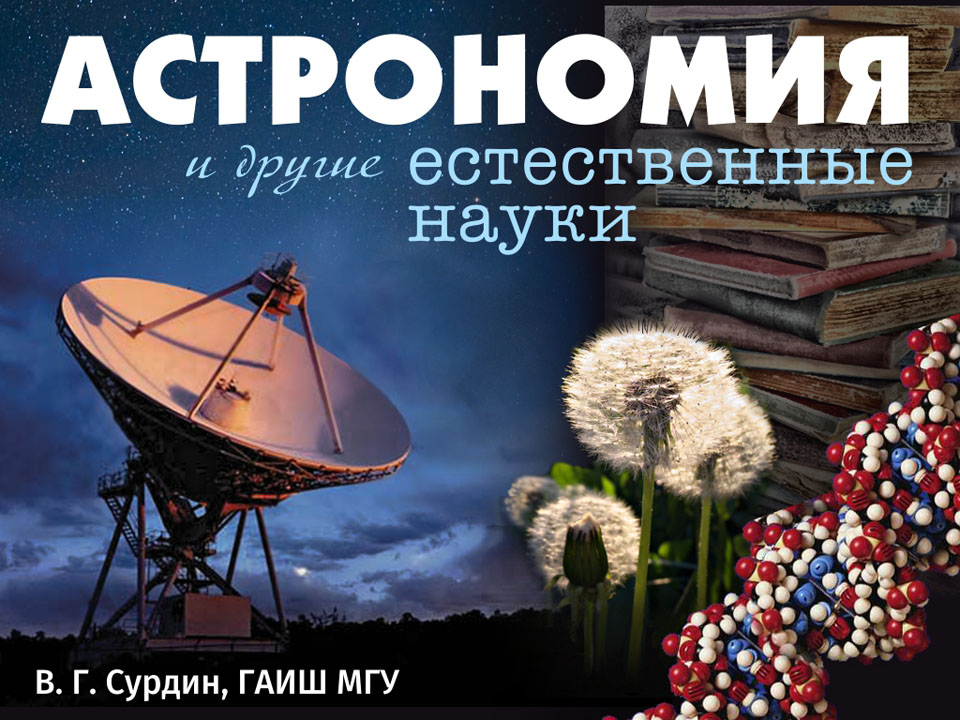 АСТРОНОМИЯ
и другие естественные
науки
В. Г. Сурдин, ГАИШ МГУ